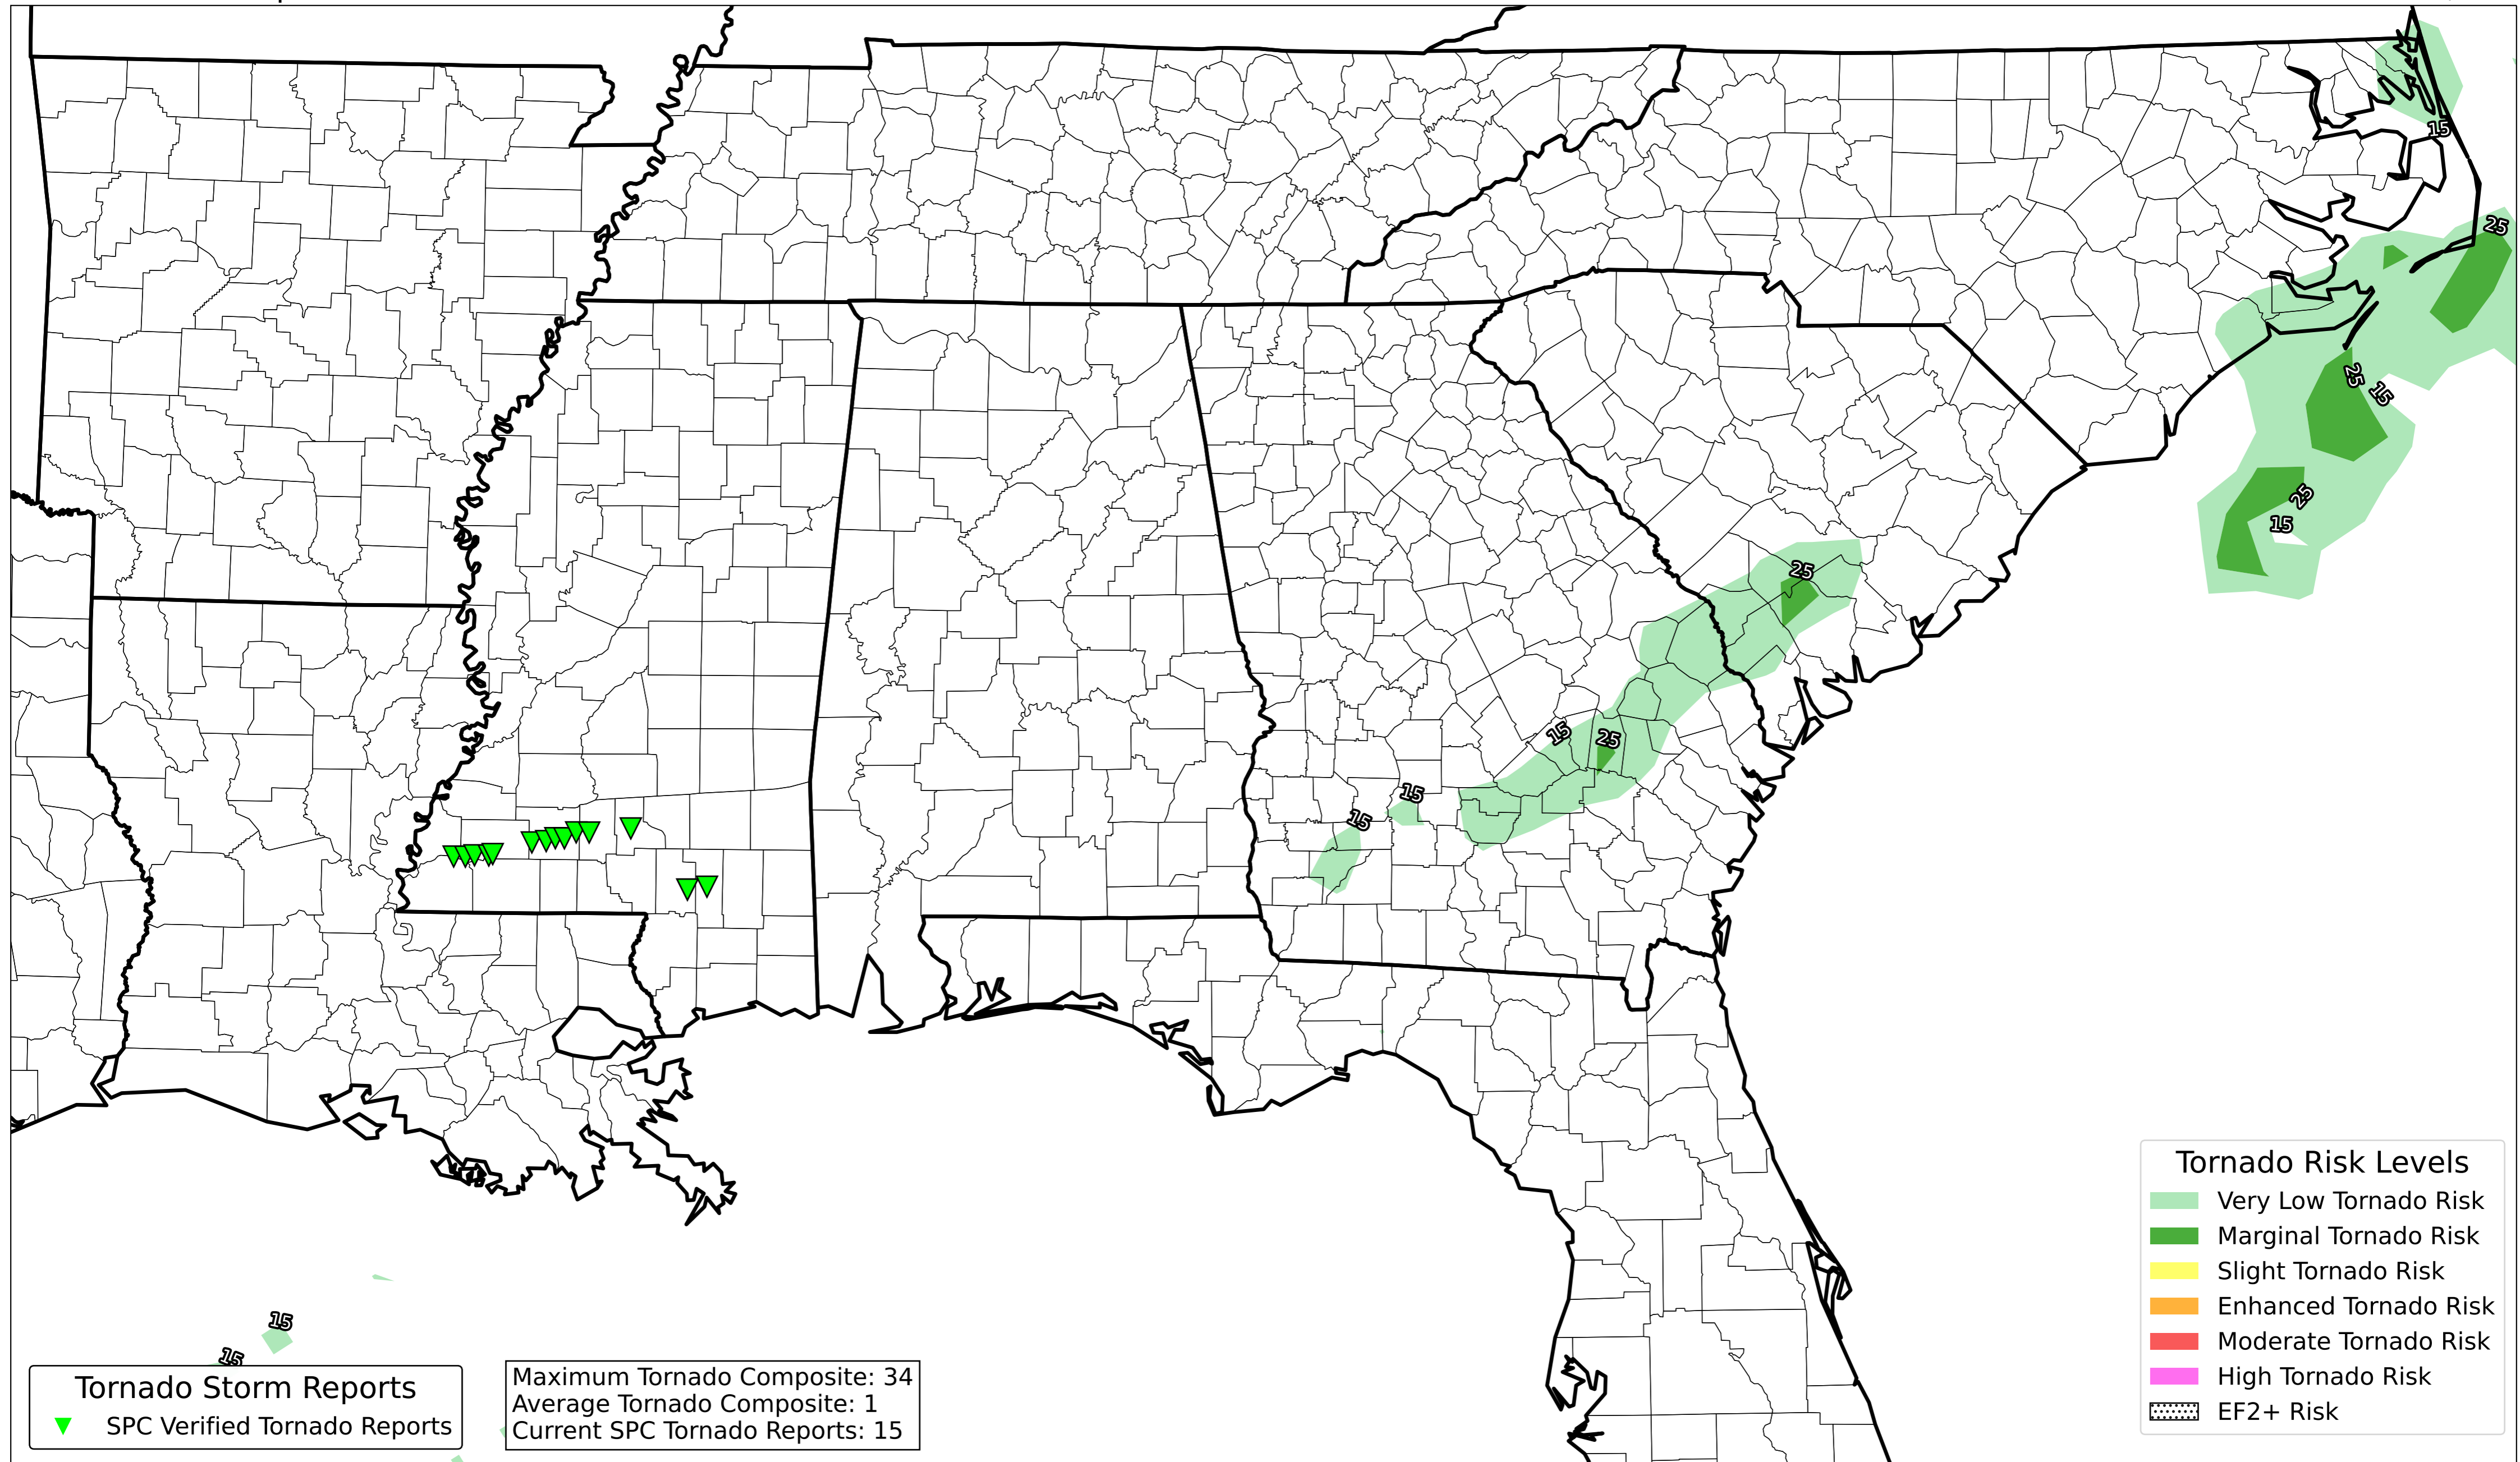 15
25
25
15
25
15
25
15
25
15
15
15
15
Tornado Risk Levels
Very Low Tornado Risk
Marginal Tornado Risk
Slight Tornado Risk
Enhanced Tornado Risk
Moderate Tornado Risk
High Tornado Risk
EF2+ Risk
Tornado Storm Reports
SPC Verified Tornado Reports
Maximum Tornado Composite: 34
Average Tornado Composite: 1
Current SPC Tornado Reports: 15